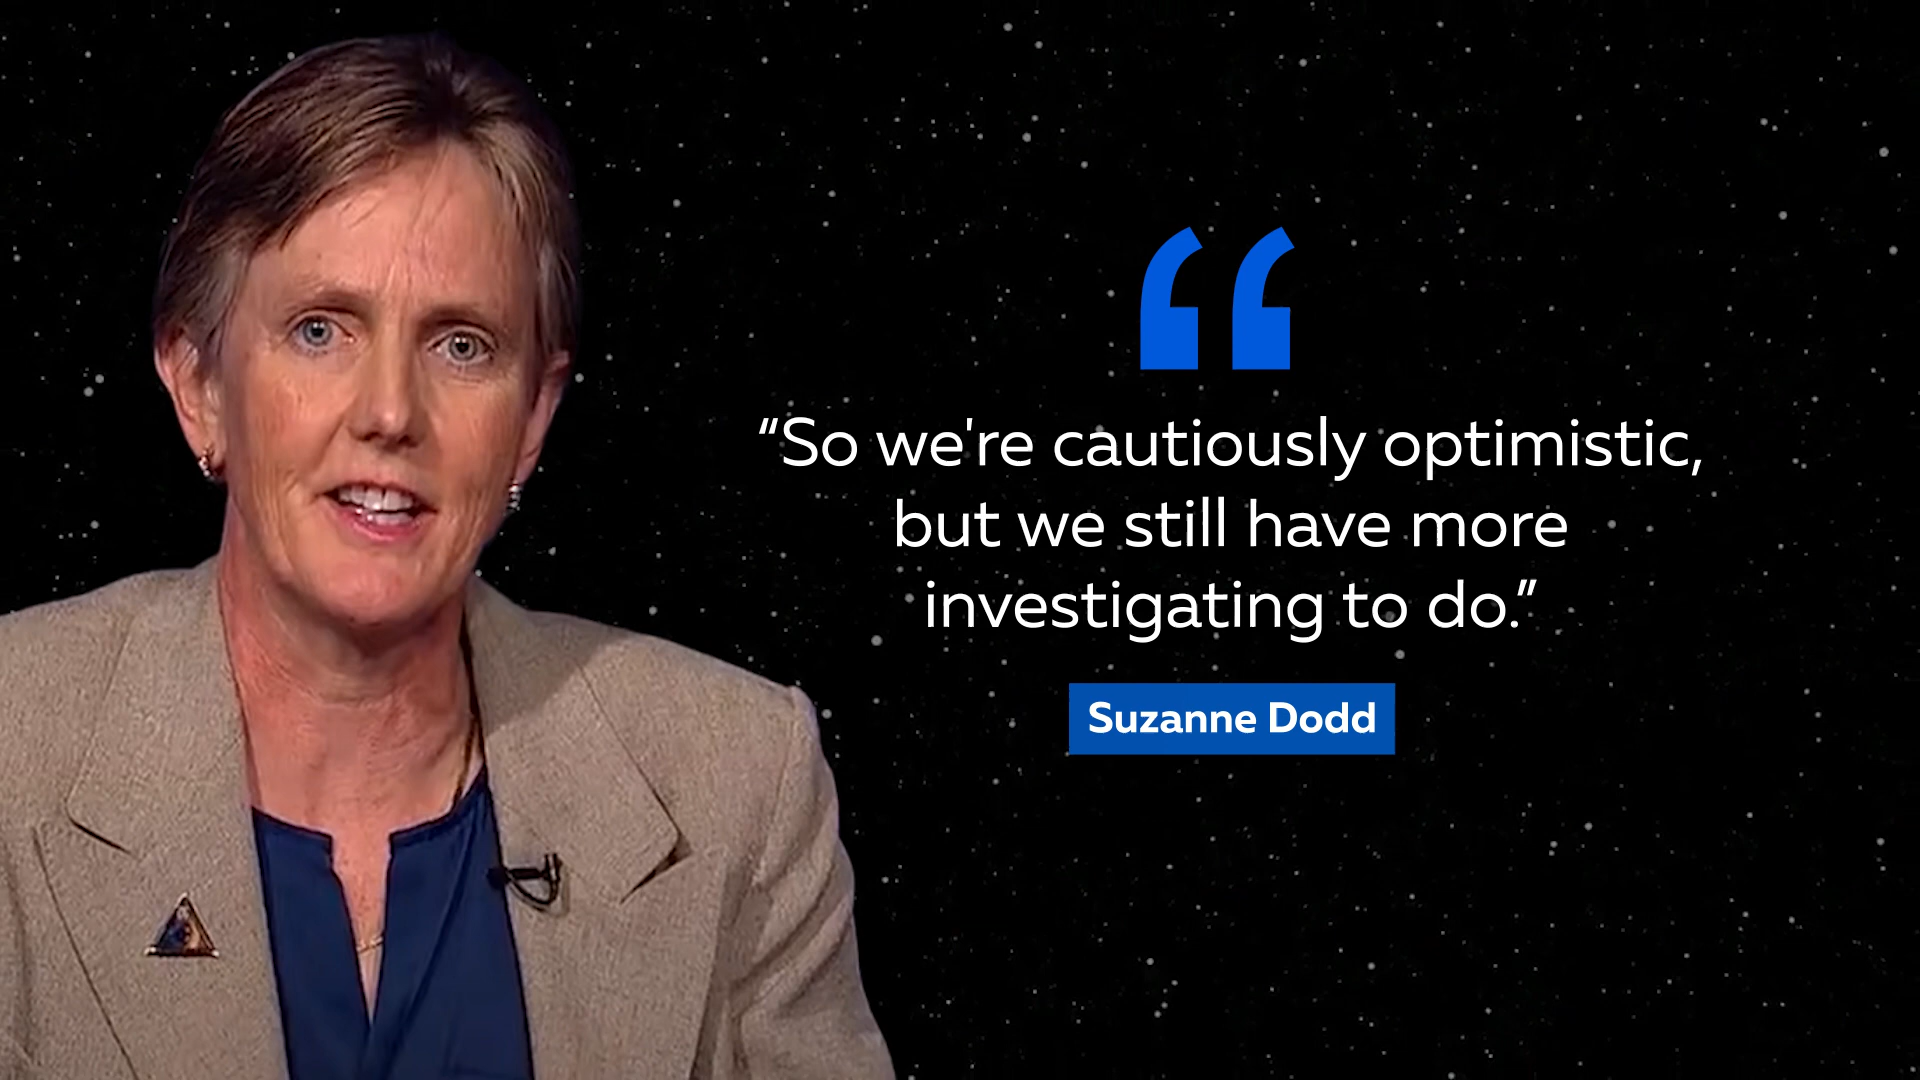 “So we're cautiously optimistic,
but we still have more
investigating to do.”
Suzanne Dodd